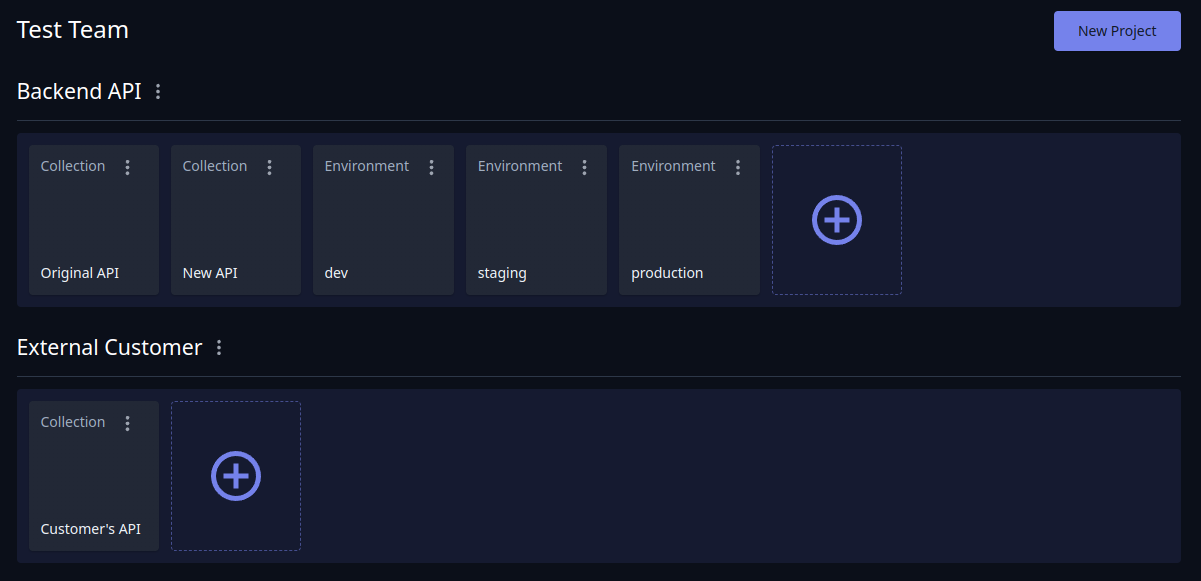 Test Team
New Project
Backend API
Collection
Collection
Environment
Environment
Environment
Original API
New API
dev
staging
production
External Customer
Collection
Customer's API